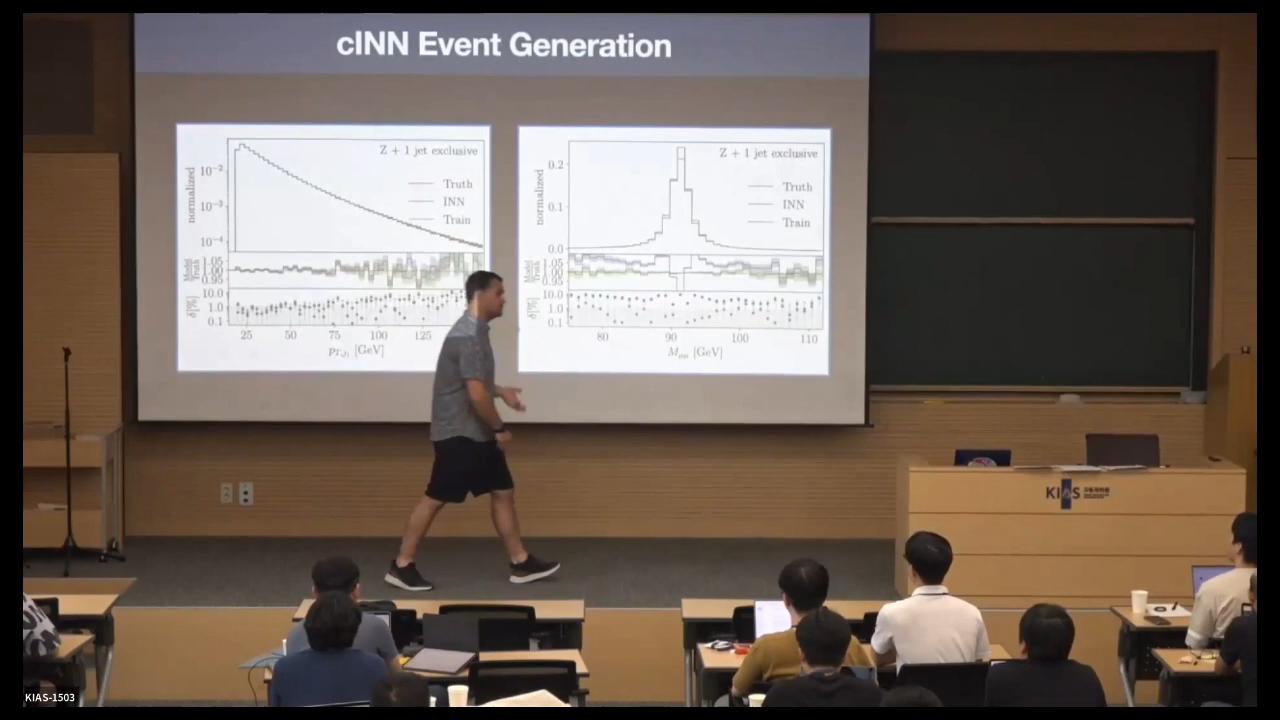 cINN Event Generation
Z + 1 jet exclusive
Truth
INN
Train
normalized
10⁻²
10⁻³
10⁻⁴
Model
Truth
1.05
1.00
0.95
δ[%]
10.0
1.0
0.1
25
50
75
100
125
[GeV]
Z + 1 jet exclusive
Truth
INN
Train
normalized
0.2
0.1
0.0
Model
Truth
1.05
1.00
0.95
δ[%]
10.0
1.0
0.1
80
90
100
110
[GeV]
KIAS
KIAS-1503